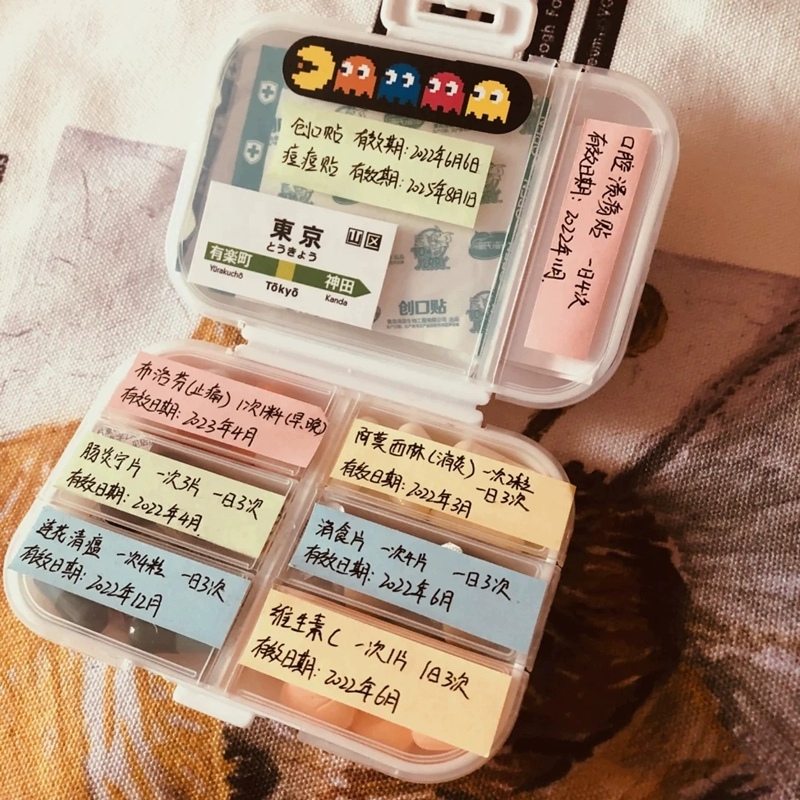 创口贴 有效期:2022年6月6日
痘痘贴 有效期:2025年8月1日
東京
山区
とうきょう
有楽町
神田
Yūrakuchō
Tōkyō
Kanda
创口贴
口腔溃疡贴 一日4次
有效日期:2022年11月
布洛芬(止痛) 1次1料(早.晚)
有效日期:2023年4月
肠炎宁片 一次3片 一日3次
有效日期:2022年4月
莲花清瘟 一次4粒 一日3次
有效日期:2022年12月
阿莫西林(消炎) 一次2粒
一日3次
有效日期:2022年3月
消食片 一次4片 一日3次
有效日期:2022年6月
维生素C 一次1片 1日3次
有效日期:2022年6月